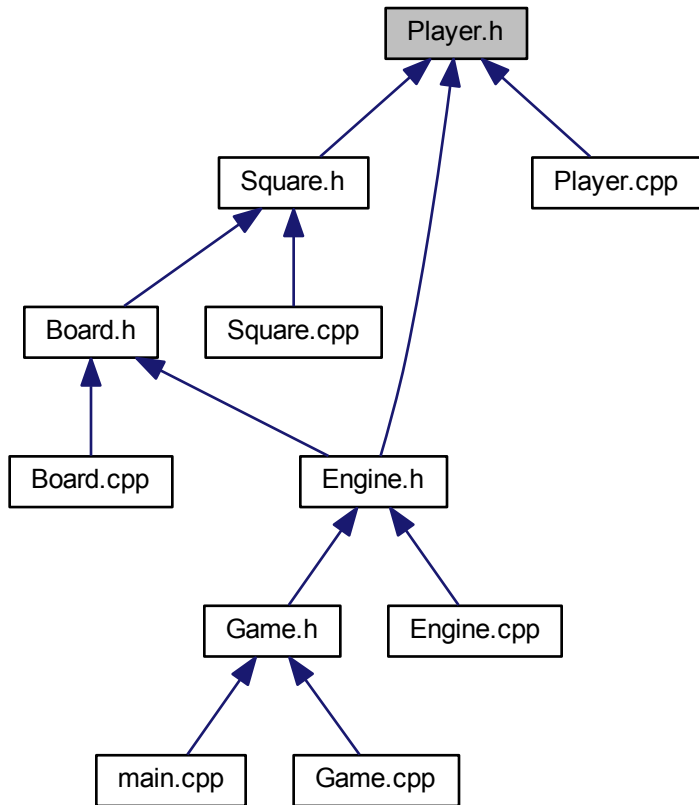 Player.h
Square.h
Player.cpp
Board.h
Square.cpp
Board.cpp
Engine.h
Game.h
Engine.cpp
main.cpp
Game.cpp